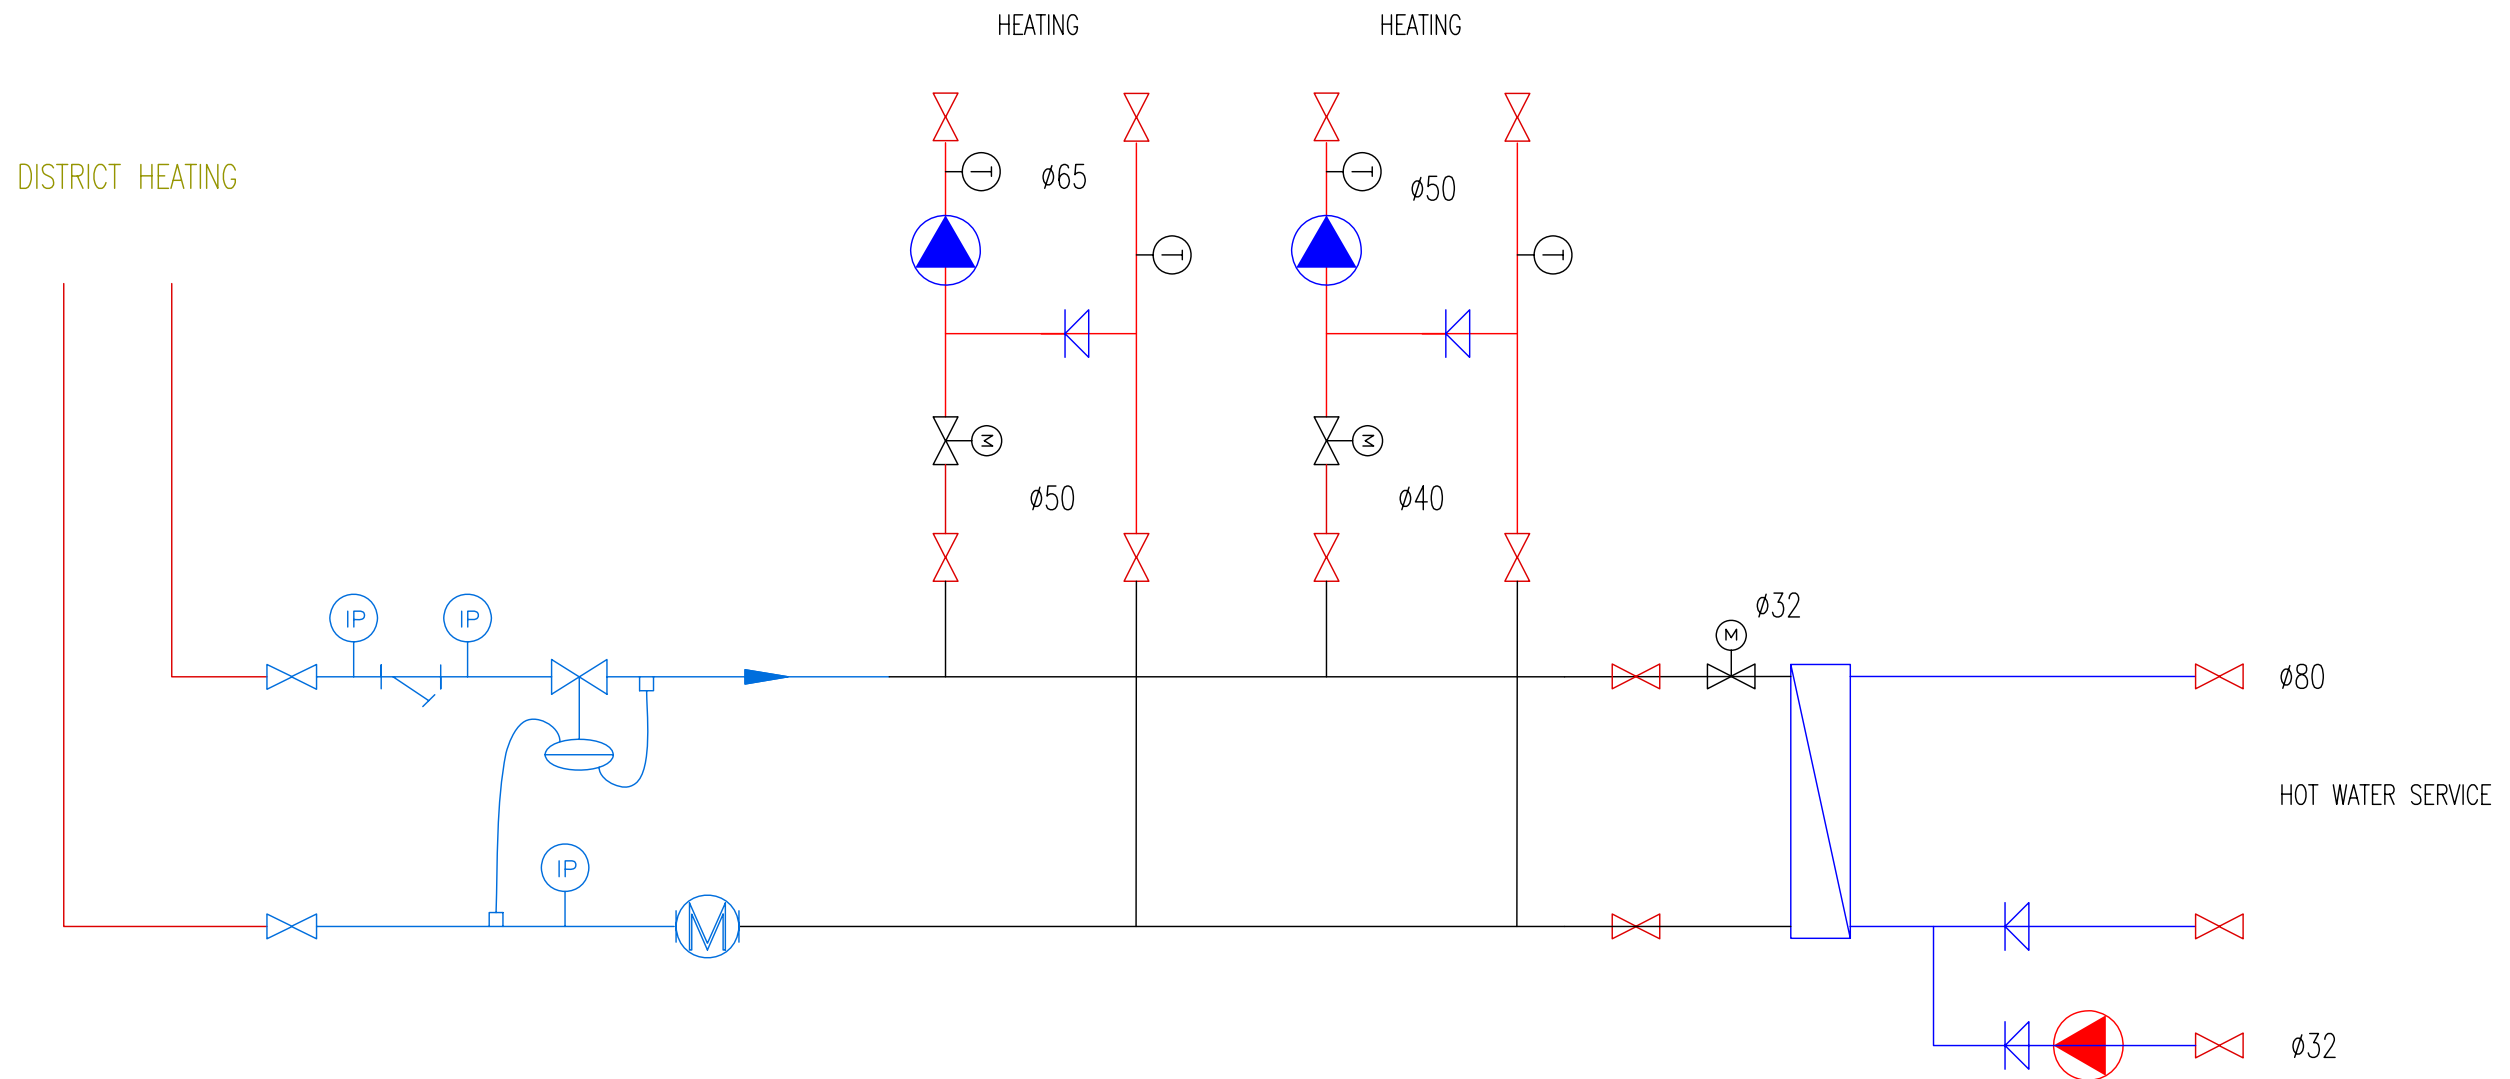 HEATING
HEATING
DISTRICT HEATING
T
ø65
T
ø50
T
T
M
M
ø50
ø40
IP
IP
ø32
M
ø80
HOT WATER SERVICE
IP
M
ø32